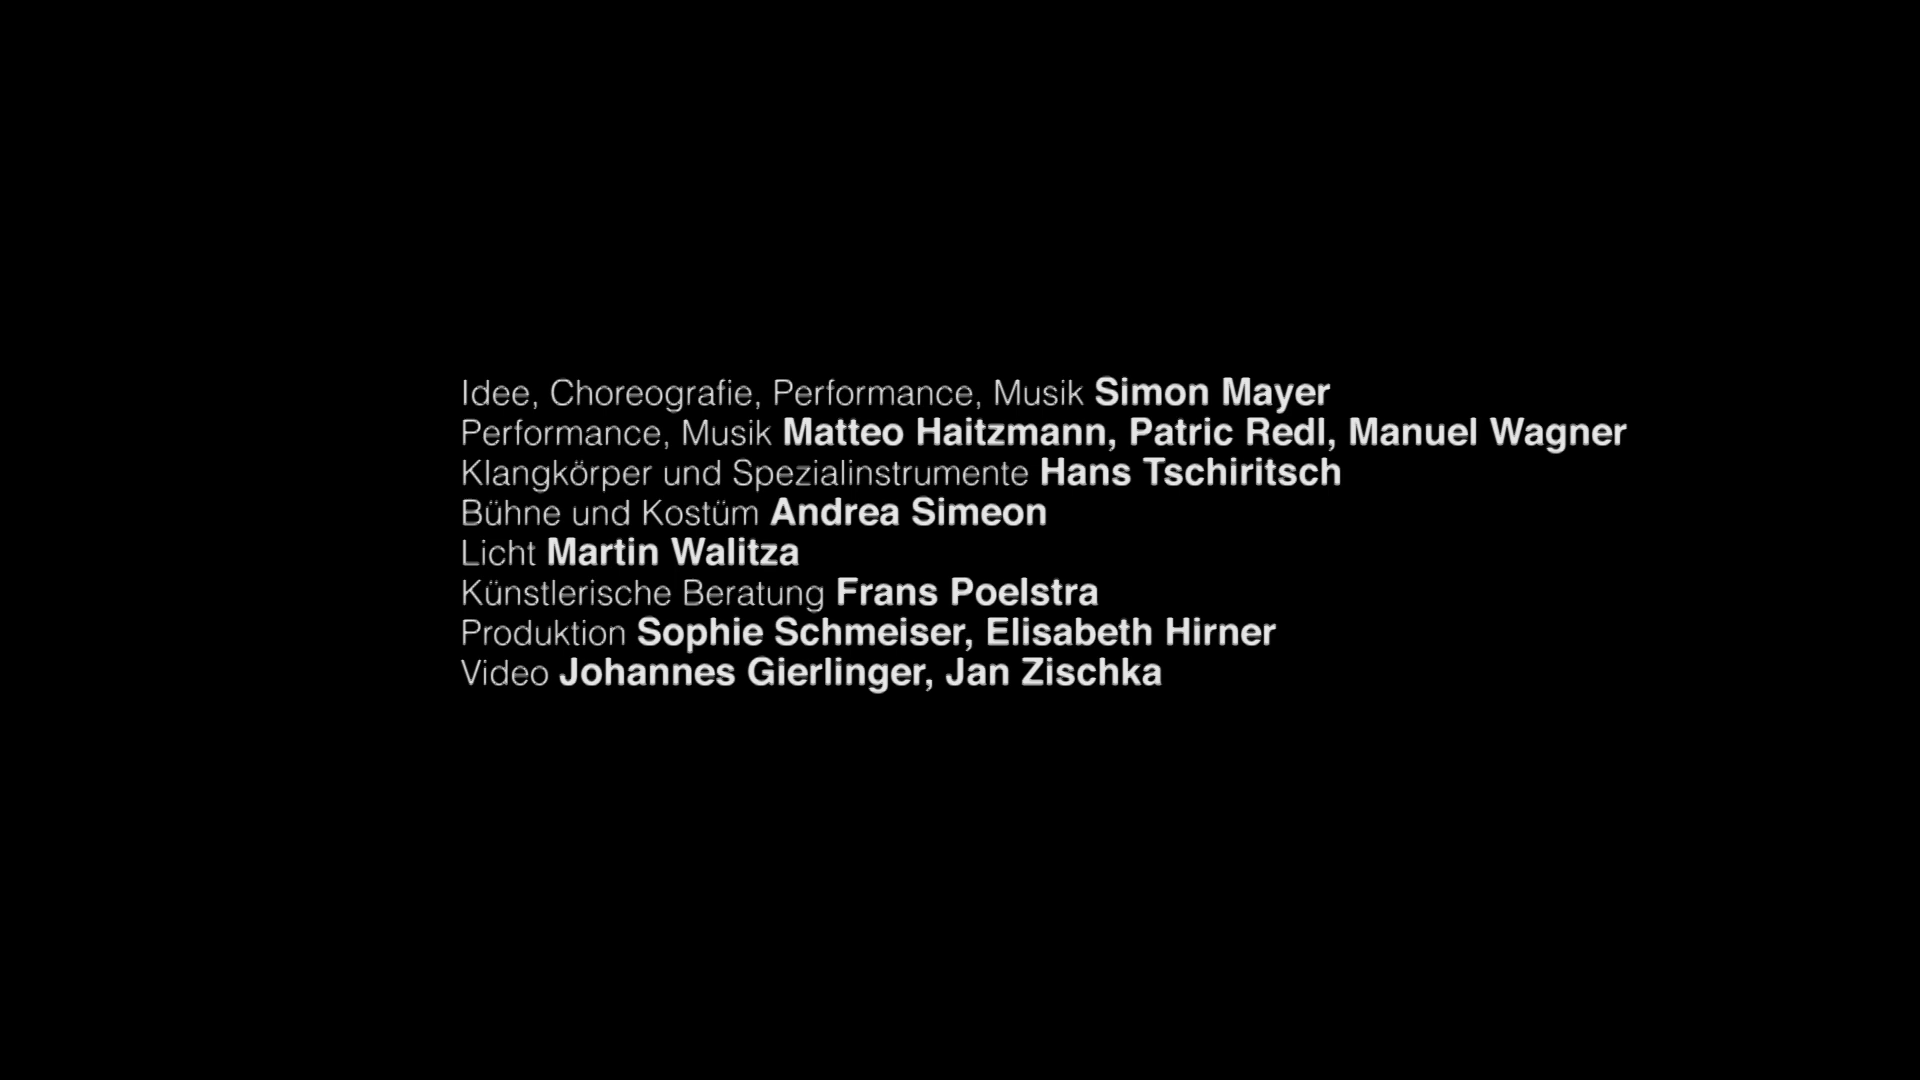 Idee, Choreografie, Performance, Musik Simon Mayer
Performance, Musik Matteo Haitzmann, Patric Redl, Manuel Wagner
Klangkörper und Spezialinstrumente Hans Tschiritsch
Bühne und Kostüm Andrea Simeon
Licht Martin Walitza
Künstlerische Beratung Frans Poelstra
Produktion Sophie Schmeiser, Elisabeth Hirner
Video Johannes Gierlinger, Jan Zischka